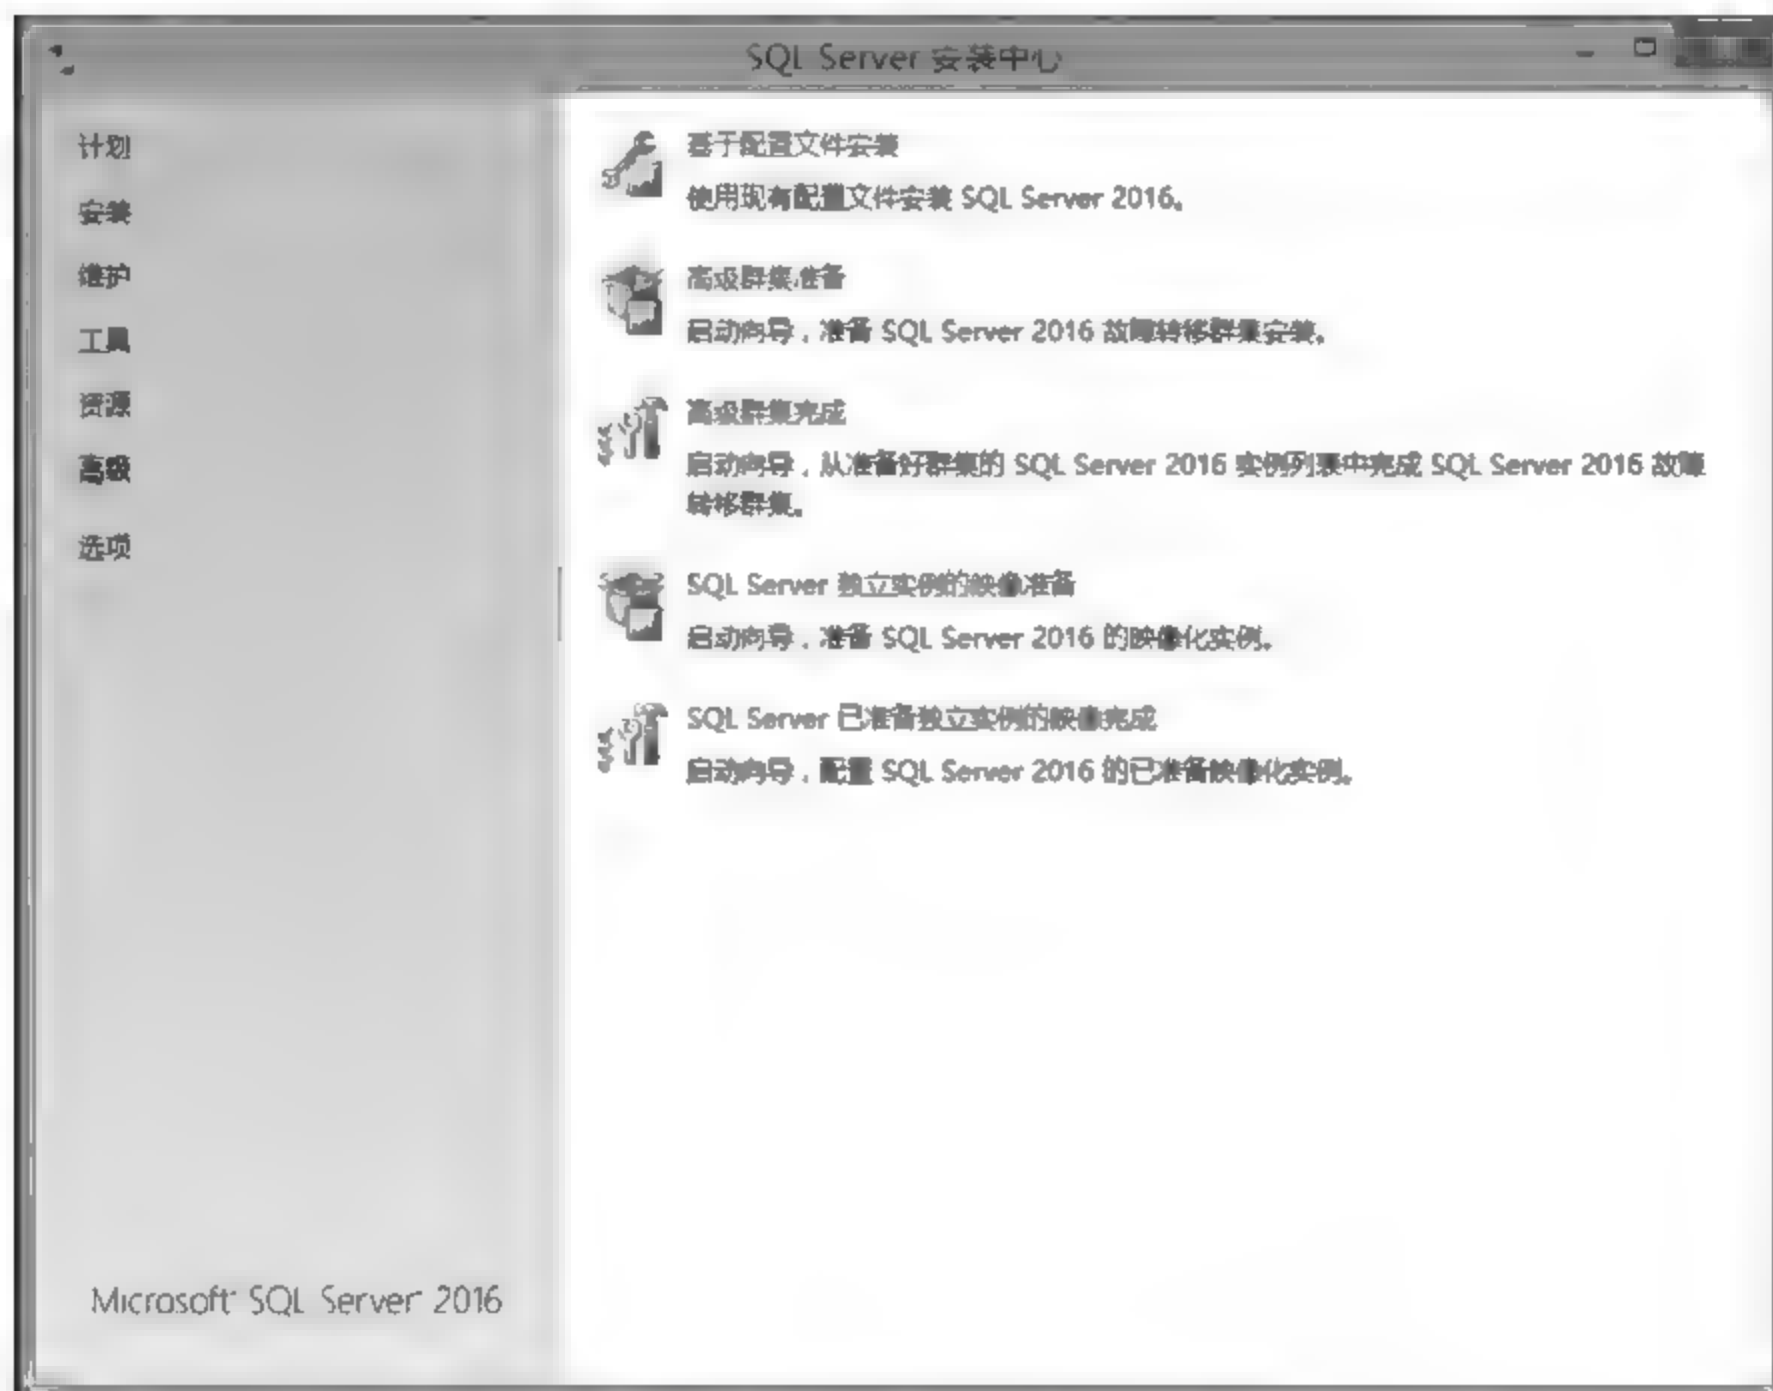 SQL Server 安装中心
计划
安装
维护
工具
资源
高级
选项
Microsoft SQL Server 2016
基于配置文件安装
使用现有配置文件安装 SQL Server 2016。
高级群集准备
启动向导，准备 SQL Server 2016 故障转移群集安装。
高级群集完成
启动向导，从准备好群集的 SQL Server 2016 实例列表中完成 SQL Server 2016 故障
转移群集。
SQL Server 独立实例的映像准备
启动向导，准备 SQL Server 2016 的映像化实例。
SQL Server 已准备独立实例的映像完成
启动向导，配置 SQL Server 2016 的已准备映像化实例。